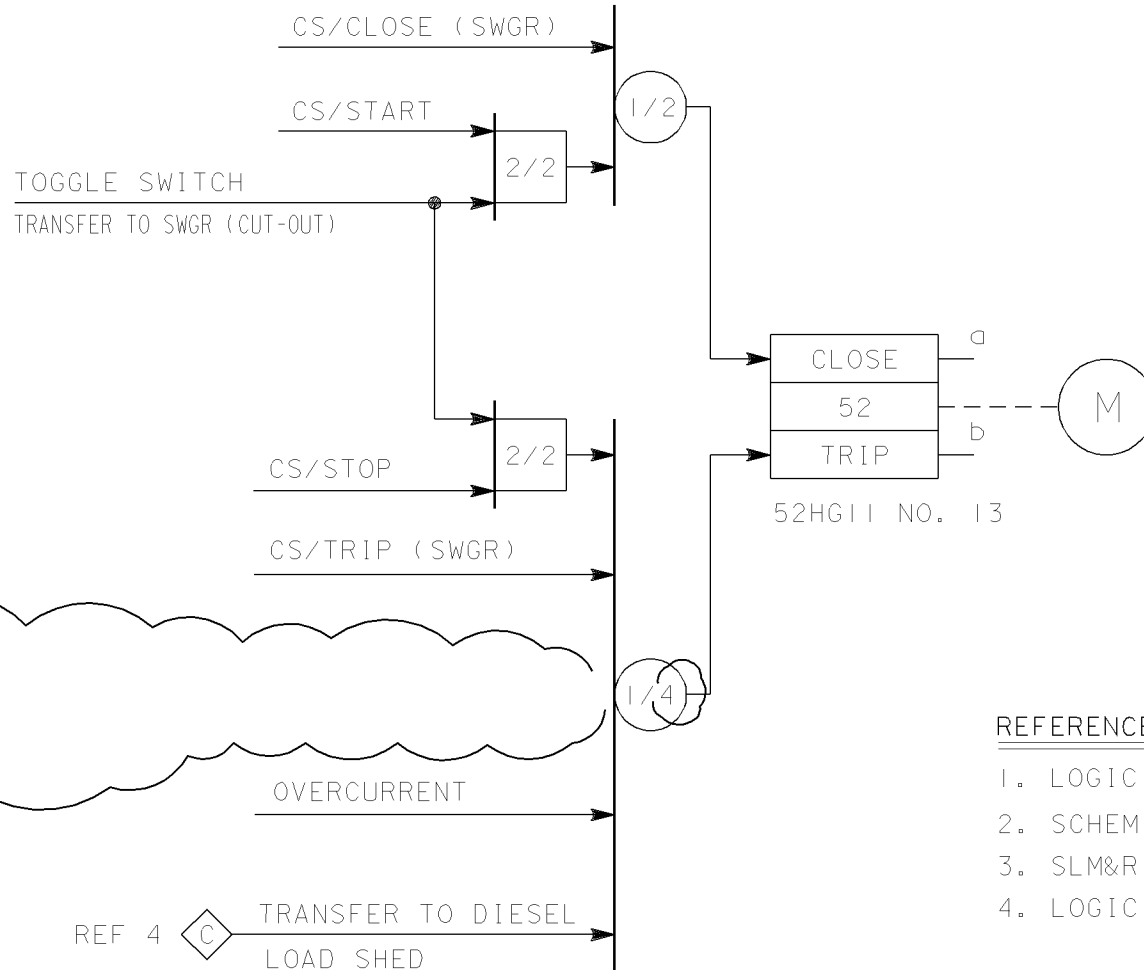 CS/CLOSE (SWGR)
1/2
CS/START
2/2
TOGGLE SWITCH
TRANSFER TO SWGR (CUT-OUT)
a
CLOSE
52
M
b
TRIP
2/2
CS/STOP
52HG11 NO. 13
CS/TRIP (SWGR)
1/4
REFERENCE
1. LOGIC
OVERCURRENT
2. SCHEM
3. SLM&R
4. LOGIC
REF 4 C TRANSFER TO DIESEL
LOAD SHED